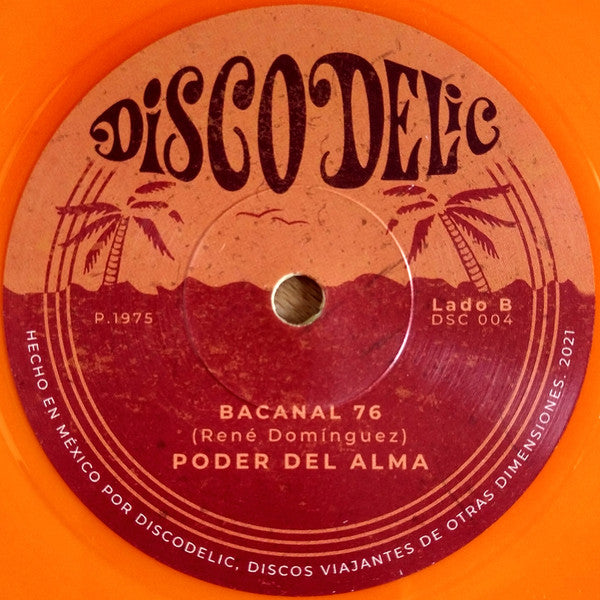 DiSCODELiC
P.1975
Lado B
DSC 004
BACANAL 76
(René Domínguez)
PODER DEL ALMA
HECHO EN MÉXICO POR DISCODELIC, DISCOS VIAJANTES DE OTRAS DIMENSIONES. 2021